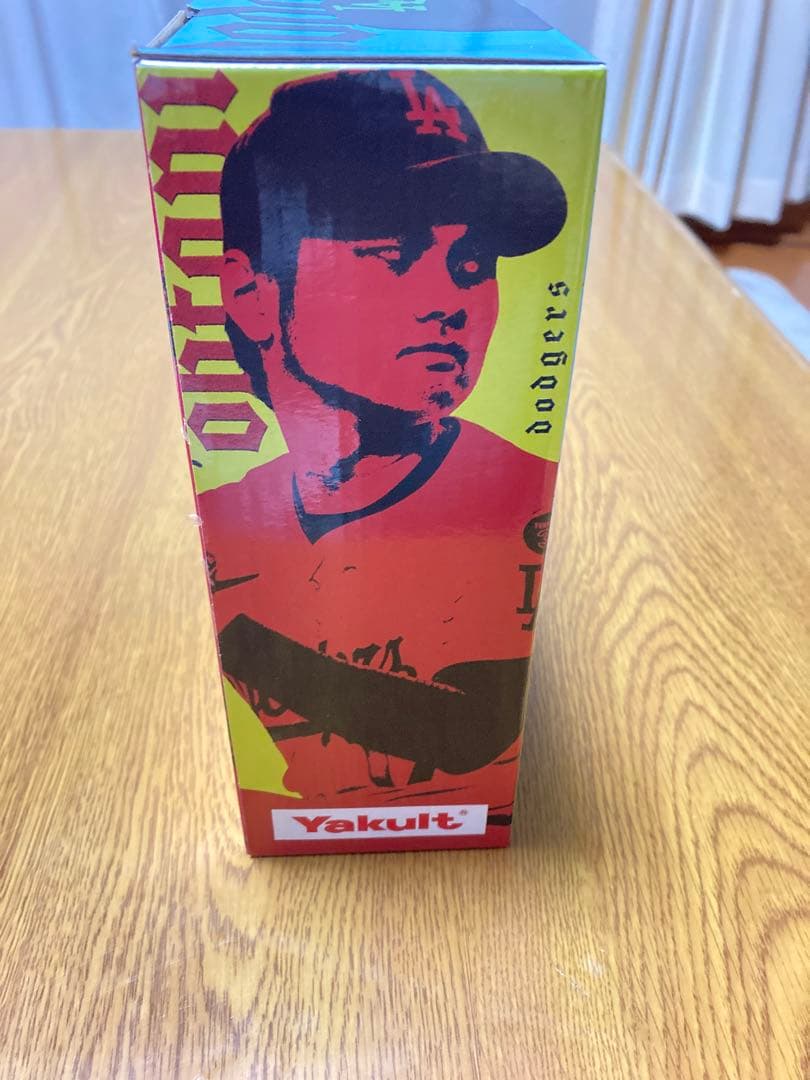 ohtani
LA
dodgers
Yakult®